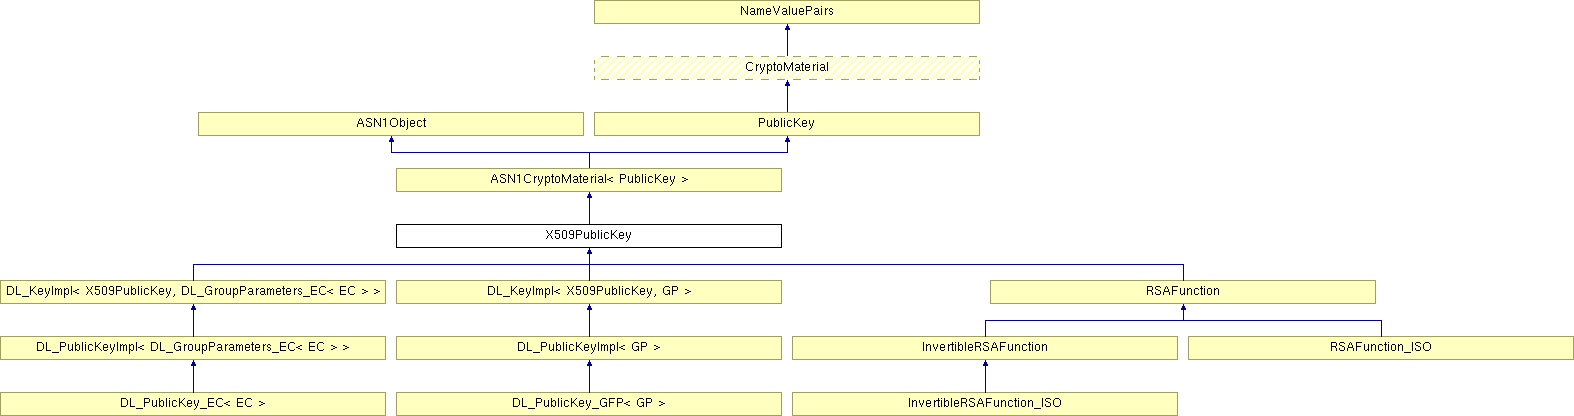 NameValuePairs
CryptoMaterial
ASN1Object
PublicKey
ASN1CryptoMaterial< PublicKey >
X509PublicKey
DL_KeyImpl< X509PublicKey, DL_GroupParameters_EC< EC > >
DL_KeyImpl< X509PublicKey, GP >
RSAFunction
DL_PublicKeyImpl< DL_GroupParameters_EC< EC > >
DL_PublicKeyImpl< GP >
InvertibleRSAFunction
RSAFunction_ISO
DL_PublicKey_EC< EC >
DL_PublicKey_GFP< GP >
InvertibleRSAFunction_ISO